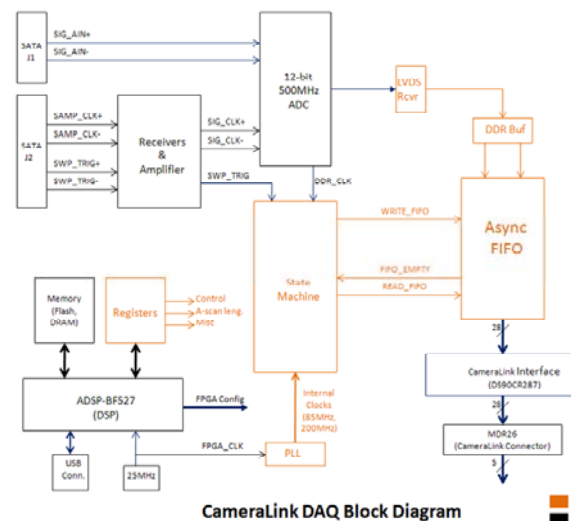 SATA
J1
SIG_AIN+
SIG_AIN-
12-bit
500MHz
ADC
LVDS
Rcvr
DDR Buf
SATA
J2
SAMP_CLK+
SAMP_CLK-
SWP_TRIG+
SWP_TRIG-
Receivers
&
Amplifier
SIG_CLK+
SIG_CLK-
SWP_TRIG
DDR_CLK
State
Machine
WRITE_FIFO
FIFO_EMPTY
READ_FIFO
Async
FIFO
Memory
(Flash,
DRAM)
Registers
Control
A-scan leng.
Misc
ADSP-BF527
(DSP)
FPGA Config
Internal
Clocks
(85MHz,
200MHz)
FPGA_CLK
PLL
USB
Conn.
25MHz
28
CameraLink Interface
(DS90CR287)
28
MDR26
(CameraLink Connector)
5
CameraLink DAQ Block Diagram